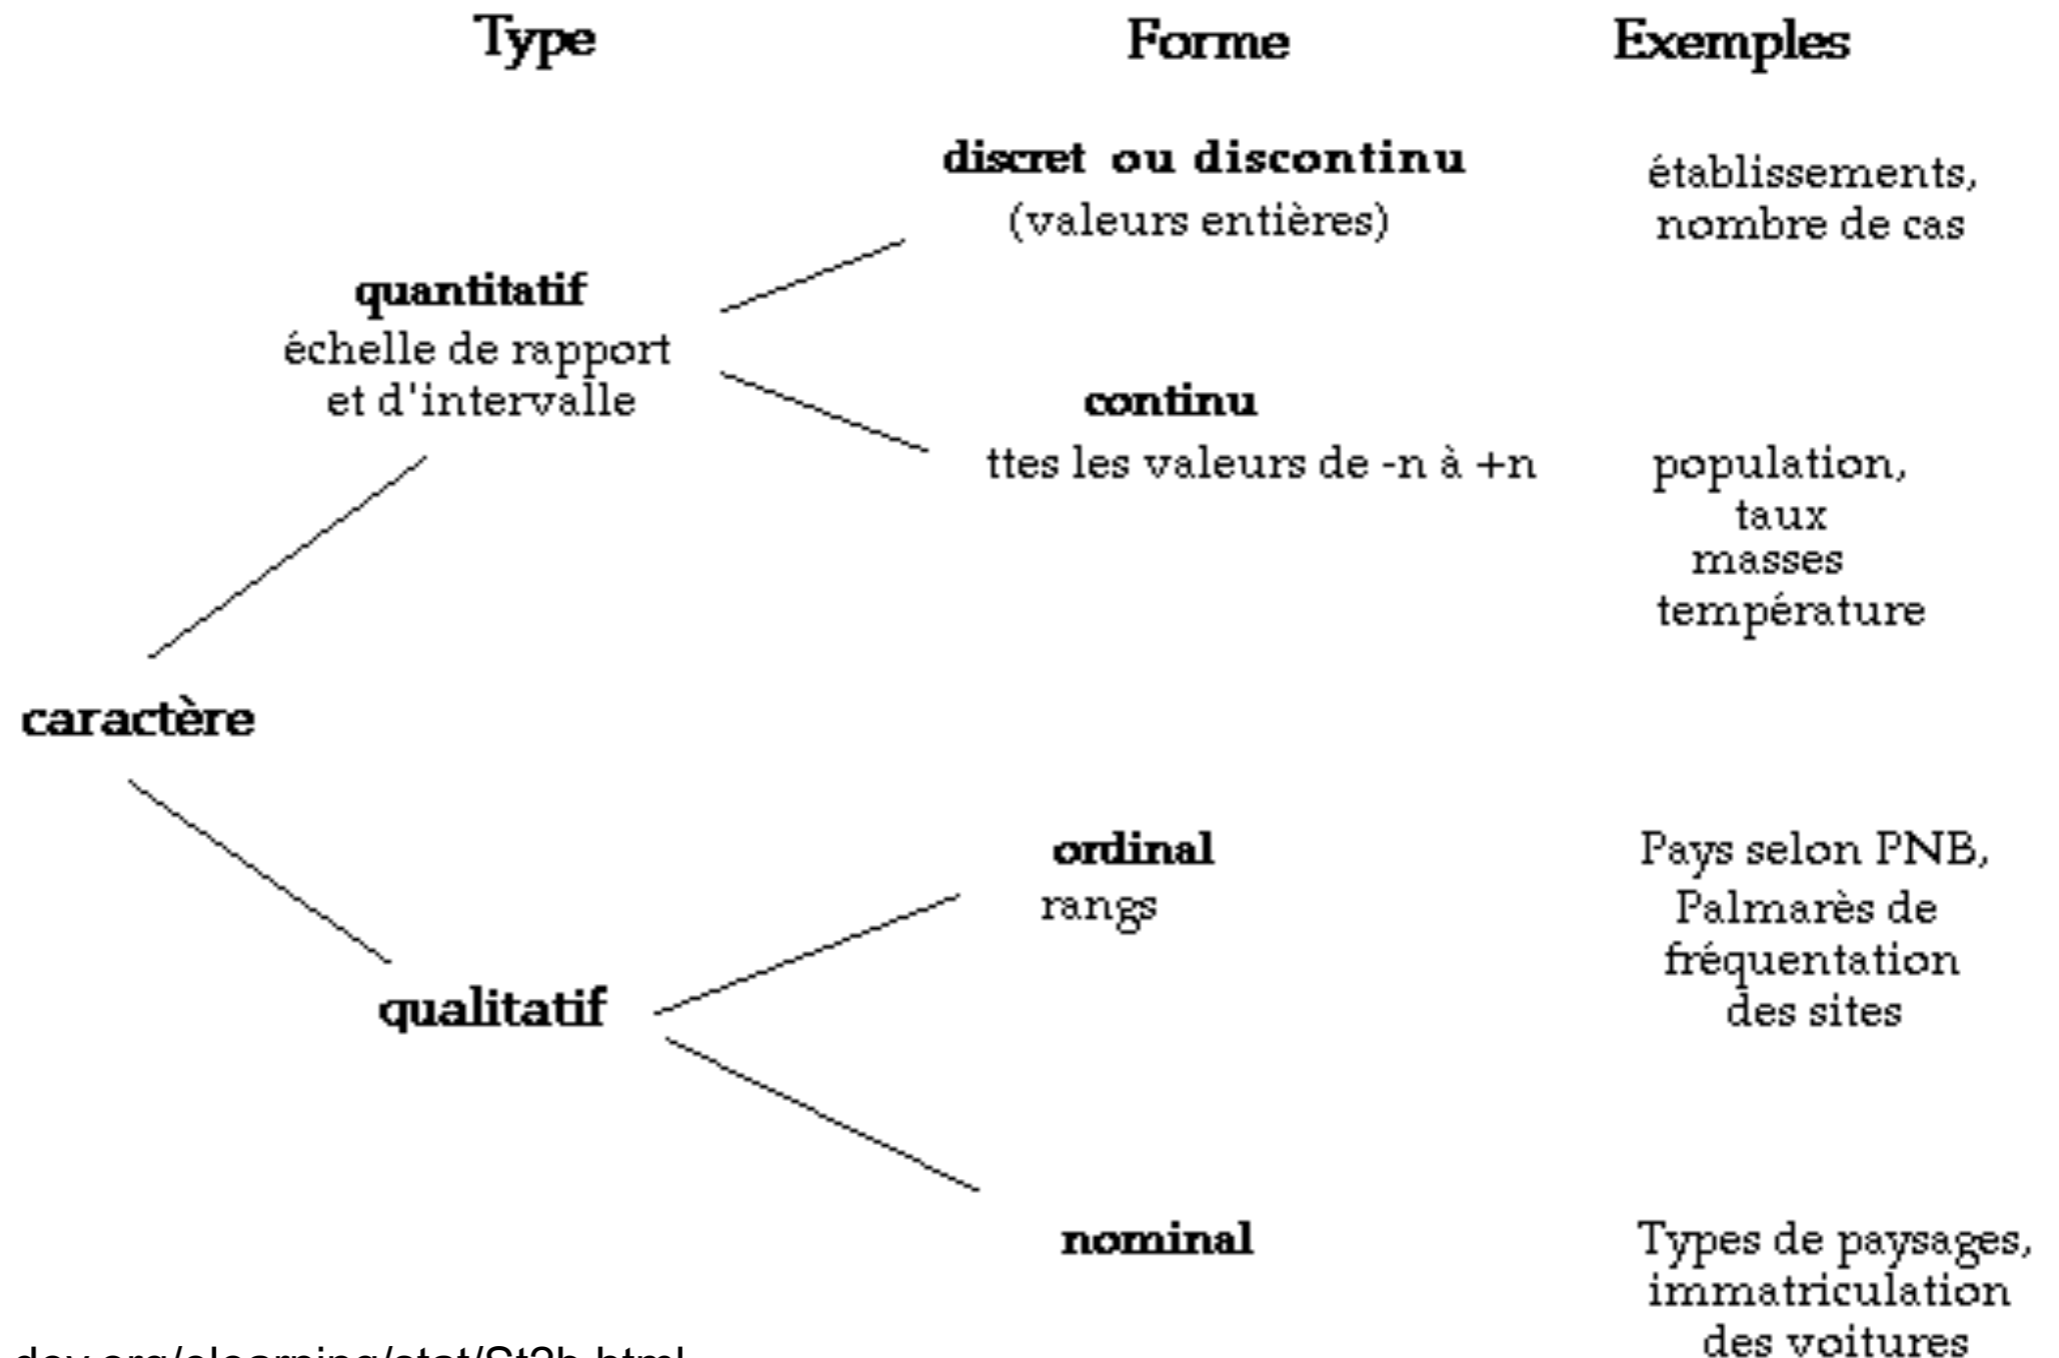 Type Forme Exemples
discret ou discontinu
(valeurs entières)
établissements,
nombre de cas
quantitatif
échelle de rapport
et d'intervalle
continu
ttes les valeurs de -n à +n
population,
taux
masses
température
caractère
ordinal
rangs
Pays selon PNB,
Palmarès de
fréquentation
des sites
qualitatif
nominal
Types de paysages,
immatriculation
des voitures